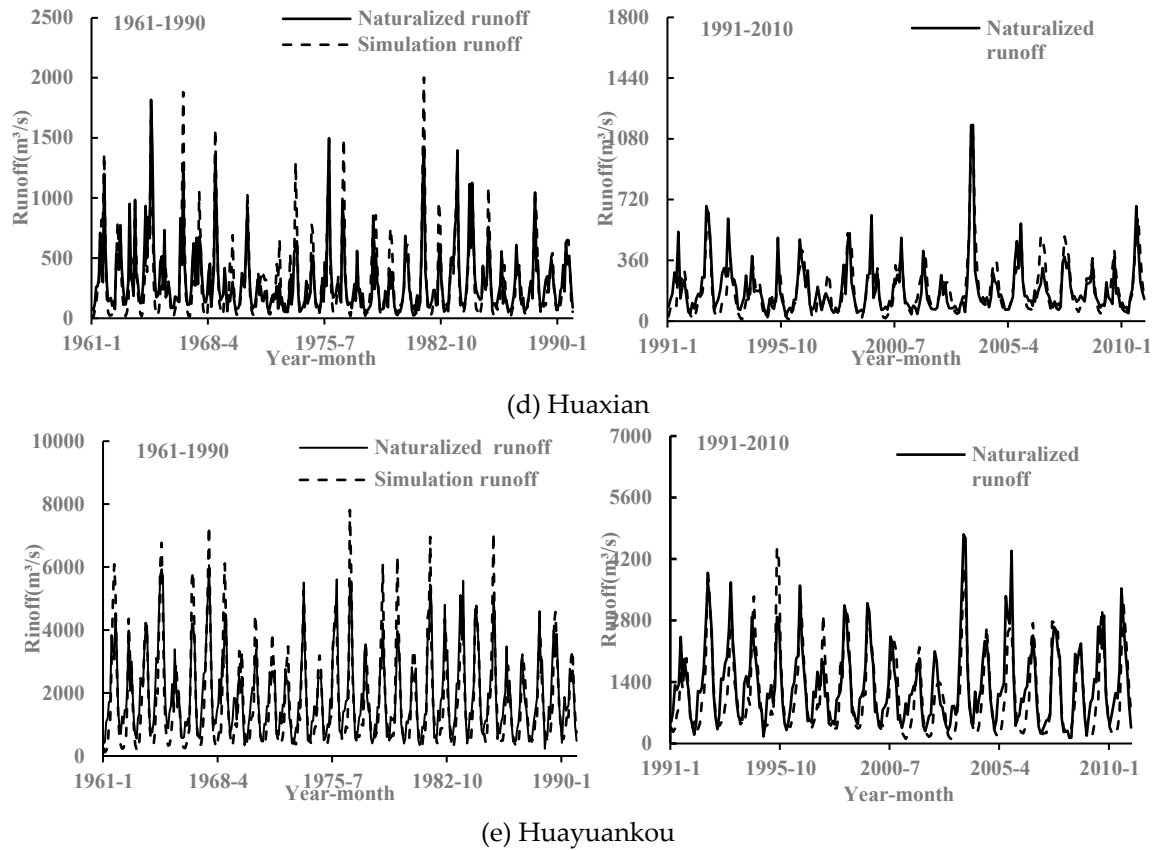 1961-1990
Naturalized runoff
Simulation runoff
Runoff(m³/s)
2500
2000
1500
1000
500
0
1961-1
1968-4
1975-7
1982-10
1990-1
Year-month
1991-2010
Naturalized
runoff
Runoff(m³/s)
1800
1440
1080
720
360
0
1991-1
1995-10
2000-7
2005-4
2010-1
Year-month
(d) Huaxian
1961-1990
Naturalized runoff
Simulation runoff
Rinoff(m³/s)
10000
8000
6000
4000
2000
0
1961-1
1968-4
1975-7
1982-10
1990-1
Year-month
1991-2010
Naturalized
runoff
Runoff(m³/s)
7000
5600
4200
2800
1400
0
1991-1
1995-10
2000-7
2005-4
2010-1
Year-month
(e) Huayuankou